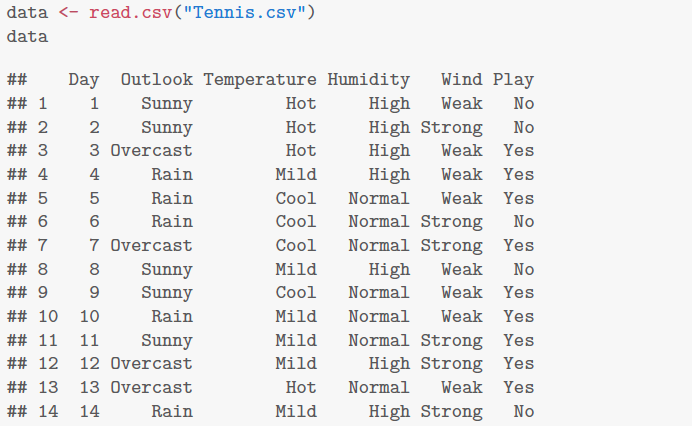 data <- read.csv("Tennis.csv")
data
##    Day  Outlook Temperature Humidity   Wind Play
## 1    1    Sunny         Hot     High   Weak   No
## 2    2    Sunny         Hot     High Strong   No
## 3    3 Overcast         Hot     High   Weak  Yes
## 4    4     Rain        Mild     High   Weak  Yes
## 5    5     Rain        Cool   Normal   Weak  Yes
## 6    6     Rain        Cool   Normal Strong   No
## 7    7 Overcast        Cool   Normal Strong  Yes
## 8    8    Sunny        Mild     High   Weak   No
## 9    9    Sunny        Cool   Normal   Weak  Yes
## 10  10     Rain        Mild   Normal   Weak  Yes
## 11  11    Sunny        Mild   Normal Strong  Yes
## 12  12 Overcast        Mild     High Strong  Yes
## 13  13 Overcast         Hot   Normal   Weak  Yes
## 14  14     Rain        Mild     High Strong   No